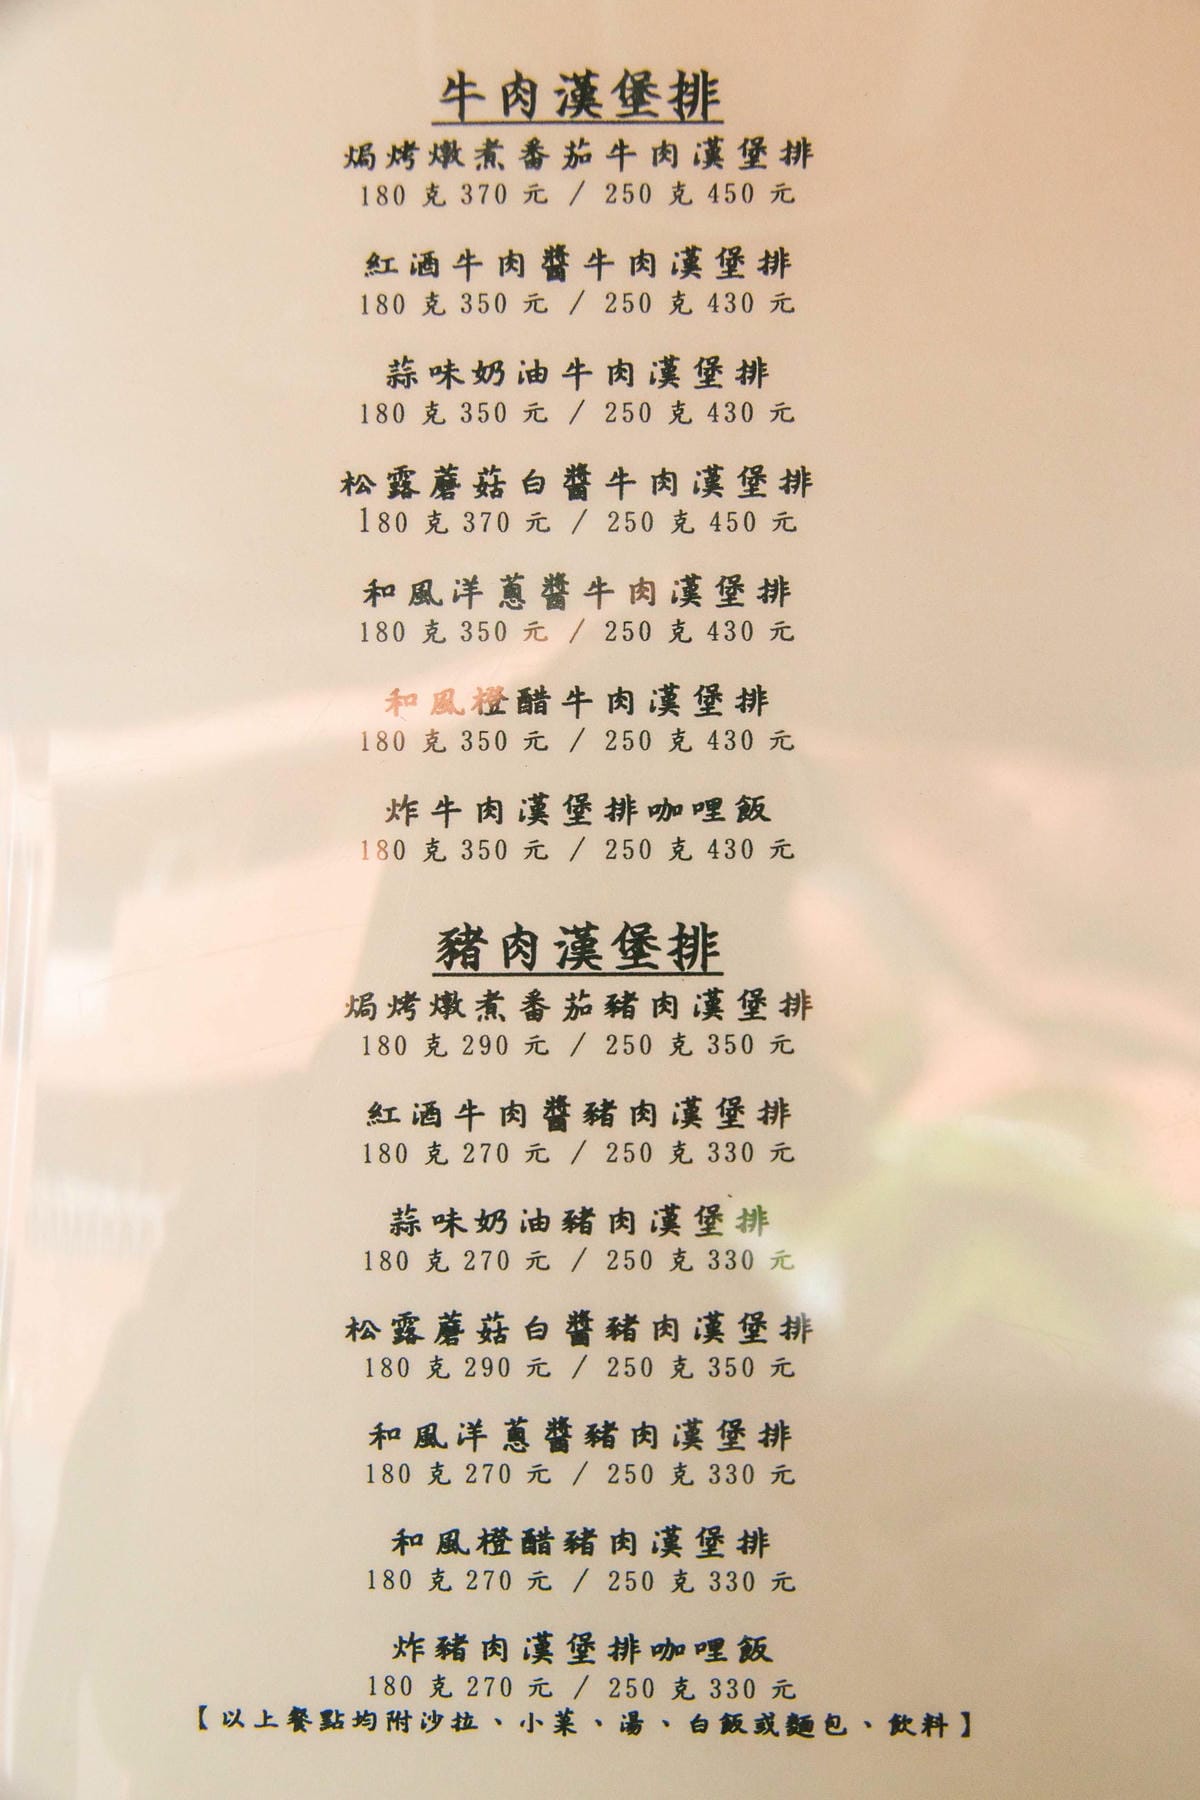 牛肉漢堡排
焗烤燉煮番茄牛肉漢堡排
180 克 370 元 / 250 克 450 元
紅酒牛肉醬牛肉漢堡排
180 克 350 元 / 250 克 430 元
蒜味奶油牛肉漢堡排
180 克 350 元 / 250 克 430 元
松露蘑菇白醬牛肉漢堡排
180 克 370 元 / 250 克 450 元
和風洋蔥醬牛肉漢堡排
180 克 350 元 / 250 克 430 元
和風橙醋牛肉漢堡排
180 克 350 元 / 250 克 430 元
炸牛肉漢堡排咖哩飯
180 克 350 元 / 250 克 430 元
豬肉漢堡排
焗烤燉煮番茄豬肉漢堡排
180 克 290 元 / 250 克 350 元
紅酒牛肉醬豬肉漢堡排
180 克 270 元 / 250 克 330 元
蒜味奶油豬肉漢堡排
180 克 270 元 / 250 克 330 元
松露蘑菇白醬豬肉漢堡排
180 克 290 元 / 250 克 350 元
和風洋蔥醬豬肉漢堡排
180 克 270 元 / 250 克 330 元
和風橙醋豬肉漢堡排
180 克 270 元 / 250 克 330 元
炸豬肉漢堡排咖哩飯
180 克 270 元 / 250 克 330 元
【以上餐點均附沙拉、小菜、湯、白飯或麵包、飲料】